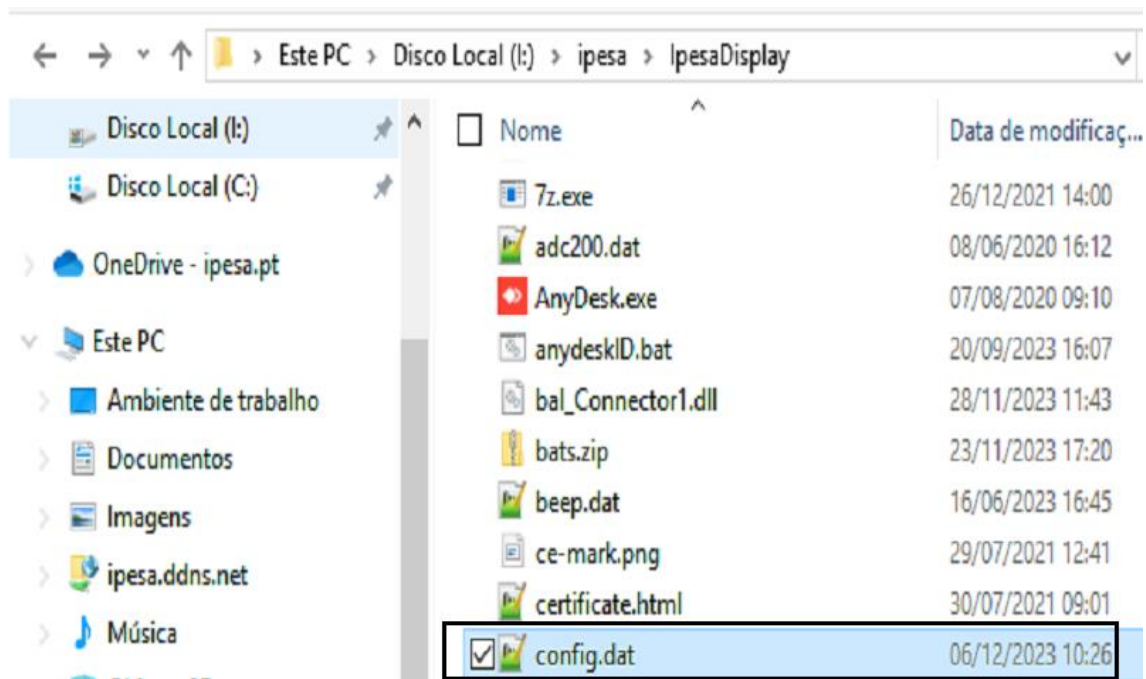 Este PC > Disco Local (I:) > ipesa > IpesaDisplay
Disco Local (I:)
Disco Local (C:)
OneDrive - ipesa.pt
Este PC
Ambiente de trabalho
Documentos
Imagens
ipesa.ddns.net
Música
Nome Data de modificaç...
7z.exe 26/12/2021 14:00
adc200.dat 08/06/2020 16:12
AnyDesk.exe 07/08/2020 09:10
anydeskID.bat 20/09/2023 16:07
bal_Connector1.dll 28/11/2023 11:43
bats.zip 23/11/2023 17:20
beep.dat 16/06/2023 16:45
ce-mark.png 29/07/2021 12:41
certificate.html 30/07/2021 09:01
config.dat 06/12/2023 10:26